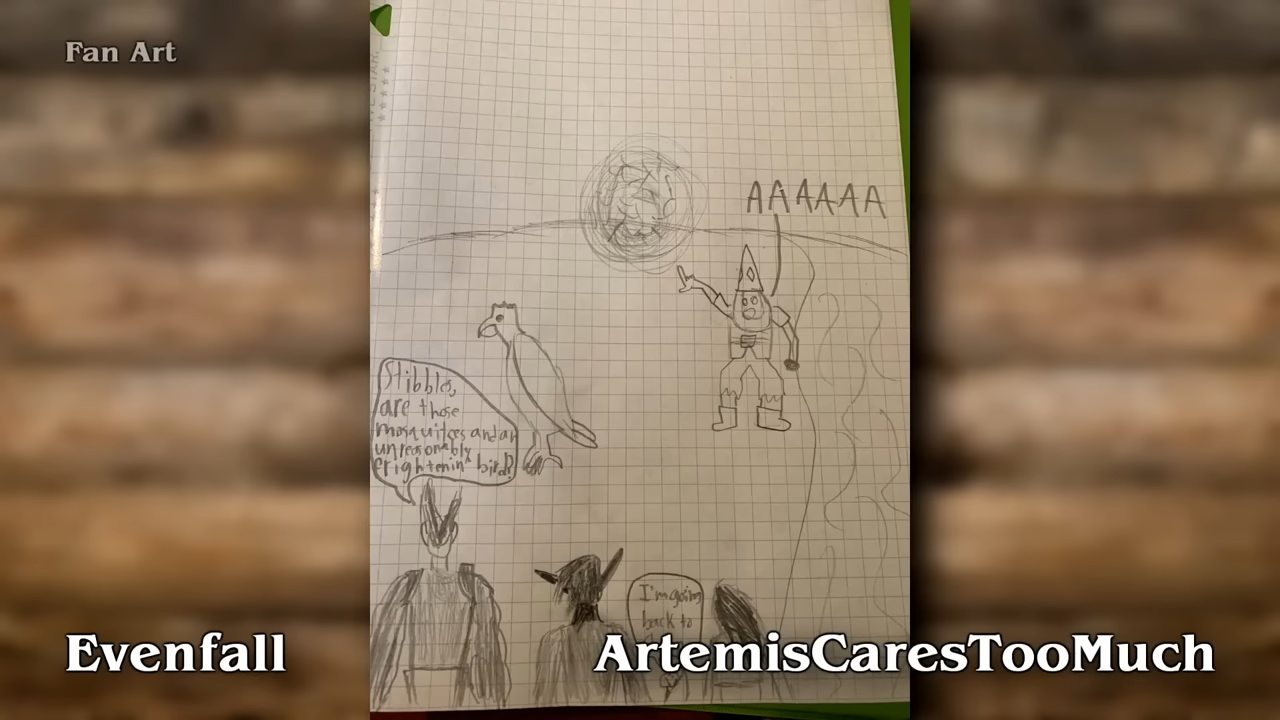 Fan Art
AAAAAA
Stibbles,
are those
mosquitoes and an
unreasonably
frightenin' bird?
I'm going
back to
Evenfall
ArtemisCaresTooMuch